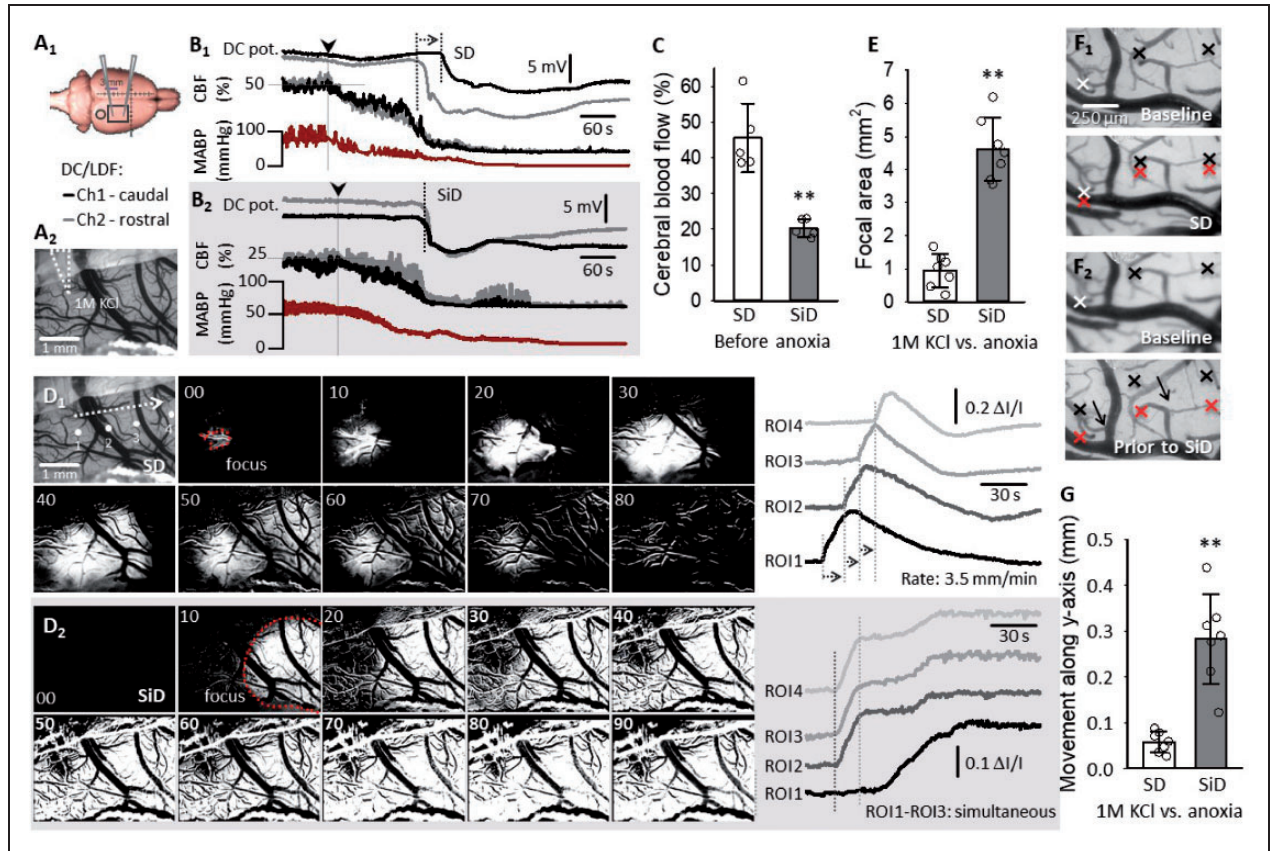 A1
3 mm
DC/LDF:
Ch1 - caudal
Ch2 - rostral
A2
1M KCl
1 mm
B1
DC pot.
SD
5 mV
CBF
(%)
50
60 s
MABP
(mmHg)
100
0
B2
SiD
DC pot.
5 mV
CBF
(%)
25
60 s
MABP
(mmHg)
100
50
0
C
Cerebral blood flow (%)
60
50
40
30
20
10
0
**
SD SiD
Before anoxia
E
Focal area (mm2)
7
6
5
4
3
2
1
0
**
SD SiD
1M KCl vs. anoxia
F1
250 µm
Baseline
SD
F2
Baseline
Prior to SiD
D1
1 2 3 4
1 mm
SD
00
focus
10
20
30
40
50
60
70
80
0.2 ΔI/I
ROI4
ROI3
30 s
ROI2
ROI1
Rate: 3.5 mm/min
D2
00
SiD
10
focus
20
30
40
50
60
70
80
90
30 s
ROI4
ROI3
ROI2
ROI1
0.1 ΔI/I
ROI1-ROI3: simultaneous
G
Movement along y-axis (mm)
0.5
0.4
0.3
0.2
0.1
0.0
**
SD SiD
1M KCl vs. anoxia